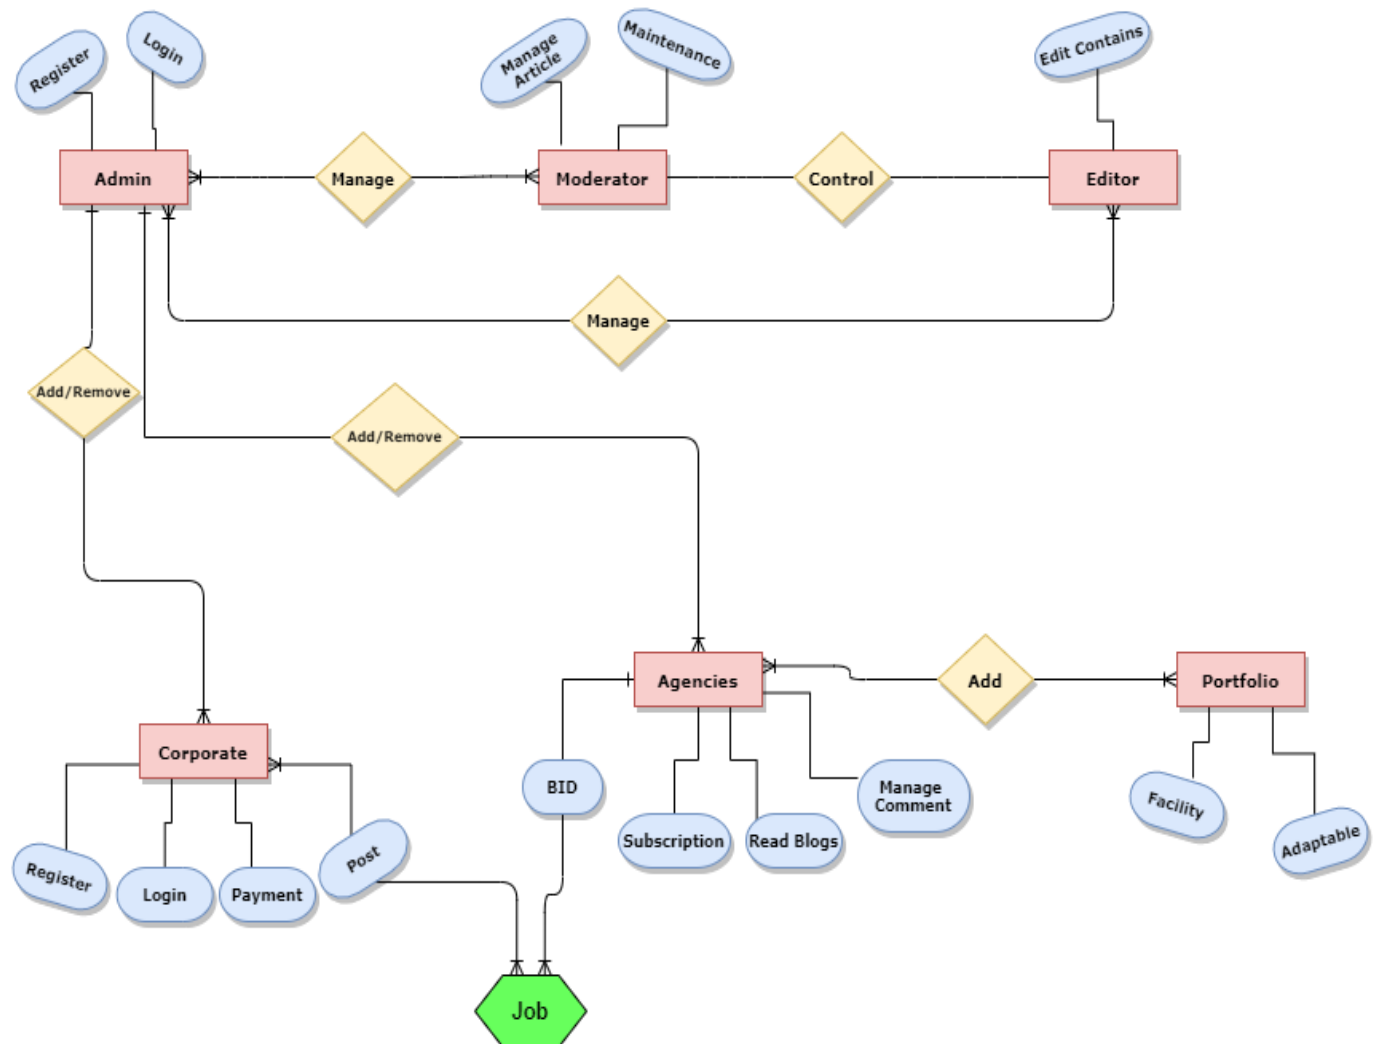 Register
Login
Manage
Article
Maintenance
Edit Contains
Admin
Manage
Moderator
Control
Editor
Manage
Add/Remove
Add/Remove
Agencies
Add
Portfolio
Corporate
BID
Manage
Comment
Facility
Subscription
Read Blogs
Adaptable
Post
Register
Login
Payment
Job